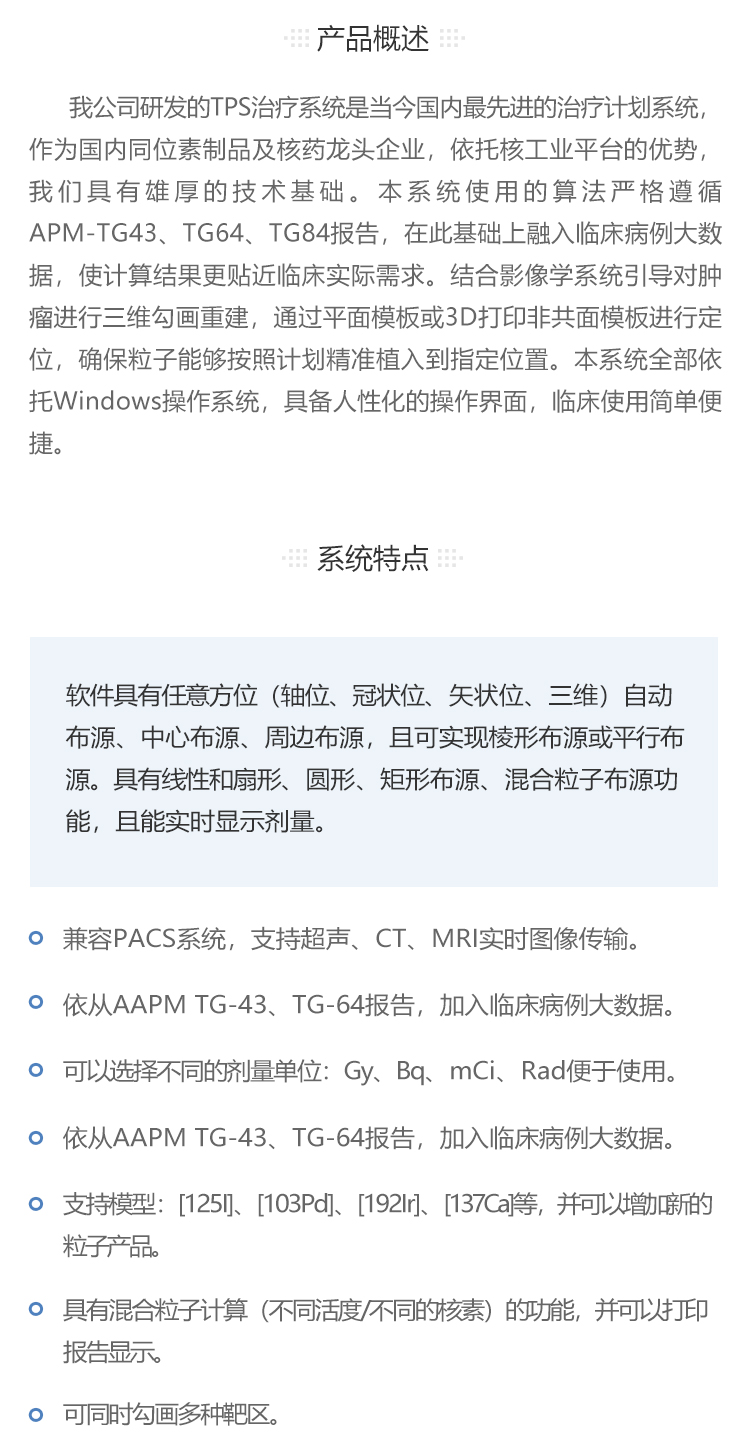 产品概述
我公司研发的TPS治疗系统是当今国内最先进的治疗计划系统，
作为国内同位素制品及核药龙头企业，依托核工业平台的优势，
我们具有雄厚的技术基础。本系统使用的算法严格遵循
APM-TG43、TG64、TG84报告，在此基础上融入临床病例大数
据，使计算结果更贴近临床实际需求。结合影像学系统引导对肿
瘤进行三维勾画重建，通过平面模板或3D打印非共面模板进行定
位，确保粒子能够按照计划精准植入到指定位置。本系统全部依
托Windows操作系统，具备人性化的操作界面，临床使用简单便
捷。
系统特点
软件具有任意方位（轴位、冠状位、矢状位、三维）自动
布源、中心布源、周边布源，且可实现棱形布源或平行布
源。具有线性和扇形、圆形、矩形布源、混合粒子布源功
能，且能实时显示剂量。
兼容PACS系统，支持超声、CT、MRI实时图像传输。
依从AAPM TG-43、TG-64报告，加入临床病例大数据。
可以选择不同的剂量单位：Gy、Bq、mCi、Rad便于使用。
依从AAPM TG-43、TG-64报告，加入临床病例大数据。
支持模型：[125I]、[103Pd]、[192Ir]、[137Ca]等，并可以增加新的
粒子产品。
具有混合粒子计算（不同活度/不同的核素）的功能，并可以打印
报告显示。
可同时勾画多种靶区。